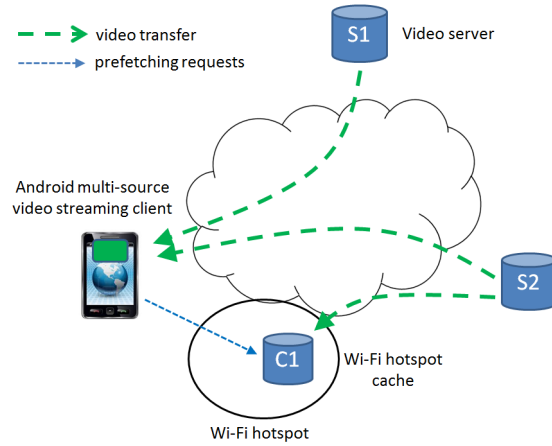 video transfer
prefetching requests
S1
Video server
Android multi-source
video streaming client
S2
C1
Wi-Fi hotspot
cache
Wi-Fi hotspot